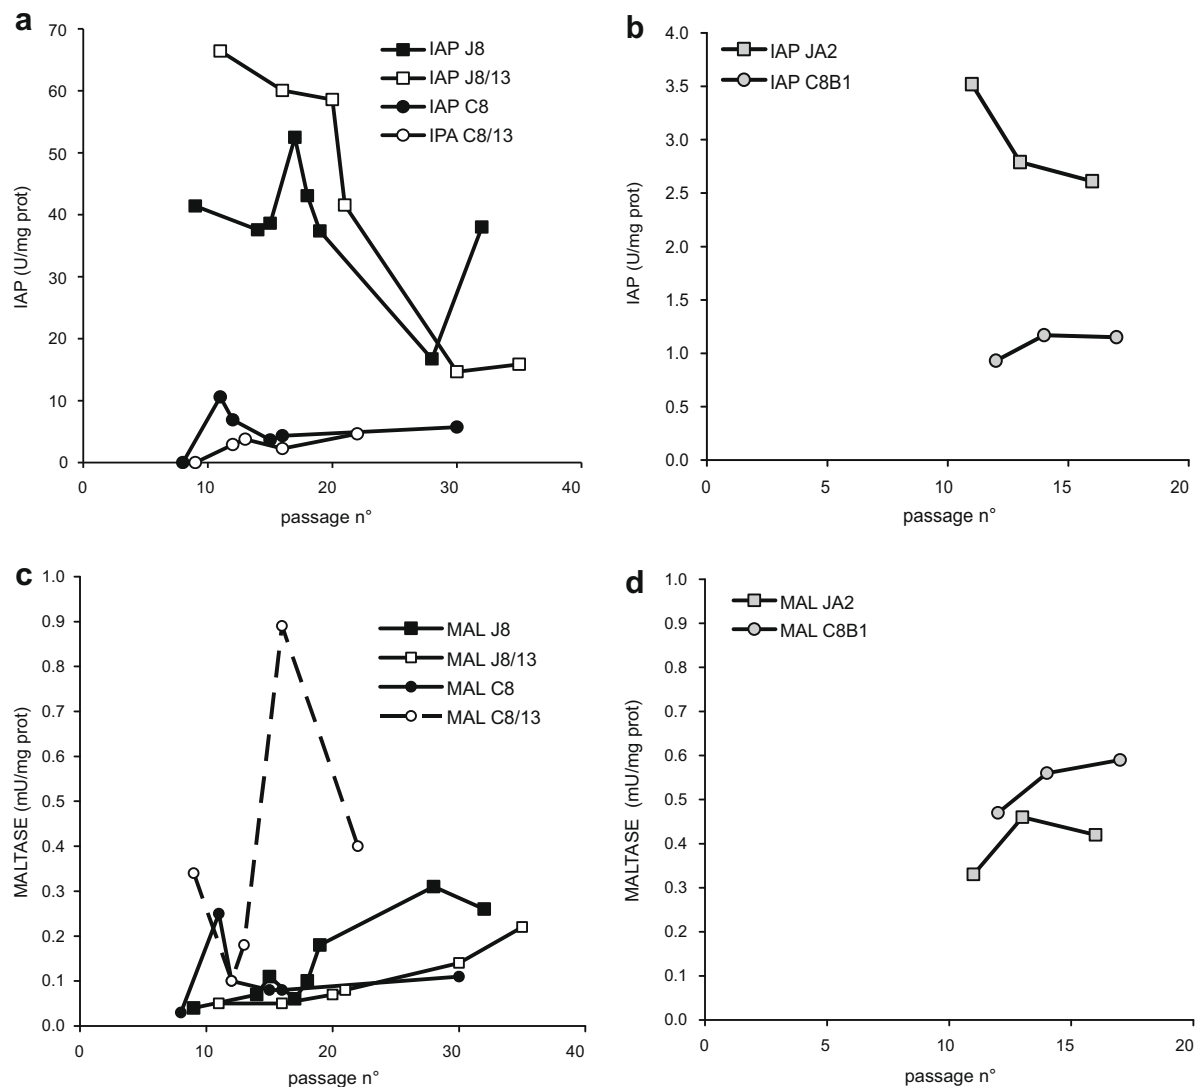 a
IAP (U/mg prot)
70
60
50
40
30
20
10
0
0 10 20 30 40
passage n°
IAP J8
IAP J8/13
IAP C8
IPA C8/13
b
IAP (U/mg prot)
4.0
3.5
3.0
2.5
2.0
1.5
1.0
0.5
0.0
0 5 10 15 20
passage n°
IAP JA2
IAP C8B1
c
MALTASE (mU/mg prot)
1.0
0.9
0.8
0.7
0.6
0.5
0.4
0.3
0.2
0.1
0.0
0 10 20 30 40
passage n°
MAL J8
MAL J8/13
MAL C8
MAL C8/13
d
MALTASE (mU/mg prot)
1.0
0.9
0.8
0.7
0.6
0.5
0.4
0.3
0.2
0.1
0.0
0 5 10 15 20
passage n°
MAL JA2
MAL C8B1